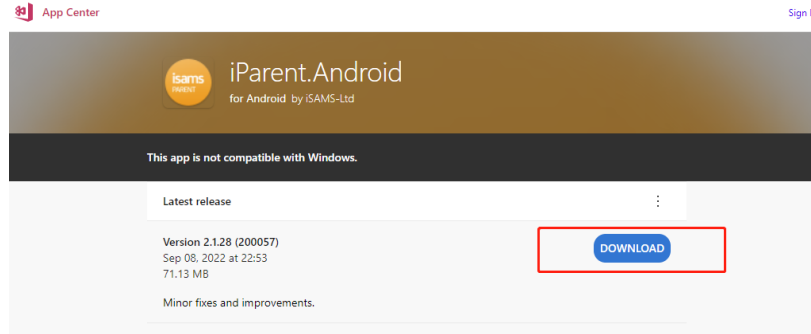 App Center
Sign
isams
PARENT
iParent.Android
for Android by iSAMS-Ltd
This app is not compatible with Windows.
Latest release
Version 2.1.28 (200057)
DOWNLOAD
Sep 08, 2022 at 22:53
71.13 MB
Minor fixes and improvements.